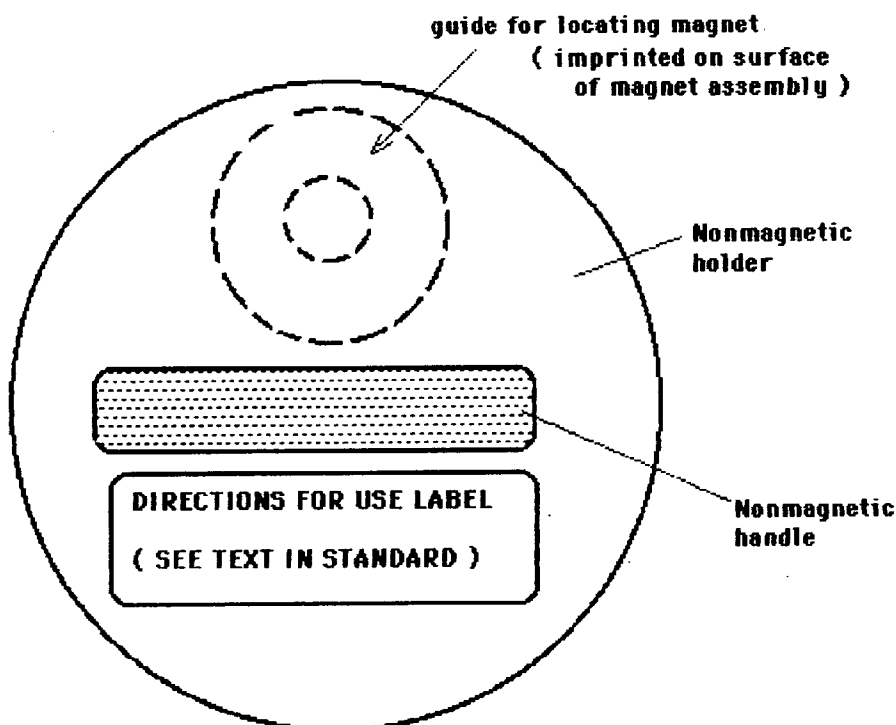 guide for locating magnet
( imprinted on surface
of magnet assembly )
Nonmagnetic
holder
DIRECTIONS FOR USE LABEL
( SEE TEXT IN STANDARD )
Nonmagnetic
handle